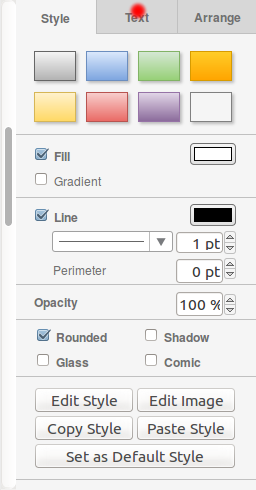 Style Text Arrange
Fill
Gradient
Line
1 pt
Perimeter 0 pt
Opacity 100 %
Rounded Shadow
Glass Comic
Edit Style Edit Image
Copy Style Paste Style
Set as Default Style